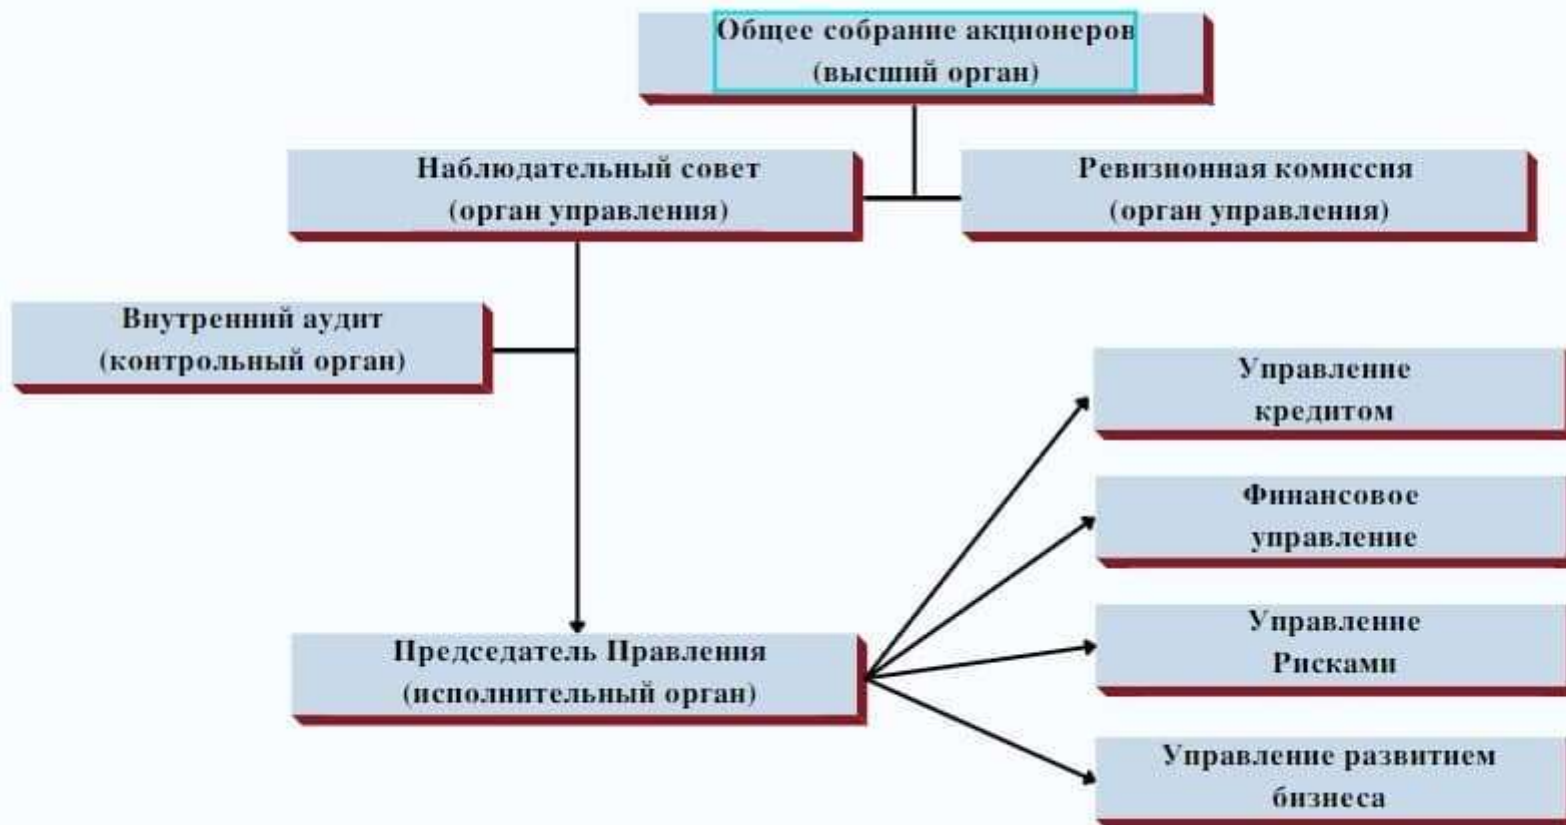 Общее собрание акционеров
(высший орган)
Наблюдательный совет
(орган управления)
Ревизионная комиссия
(орган управления)
Внутренний аудит
(контрольный орган)
Управление
кредитом
Финансовое
управление
Управление
Рисками
Председатель Правления
(исполнительный орган)
Управление развитием
бизнеса